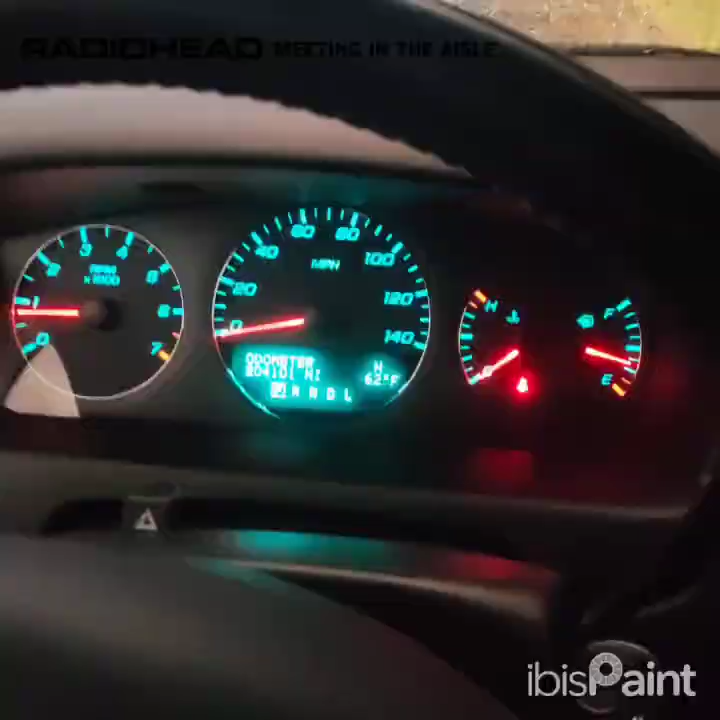 RADIOHEAD MEETING IN THE AISLE
0 1 2 3 4 5 6 7
RPM
X 1000
0 20 40 60 80 100 120 140
MPH
ODOMETER N
204101 MI 62°F
P R N D L
H
F E
ibisPaint